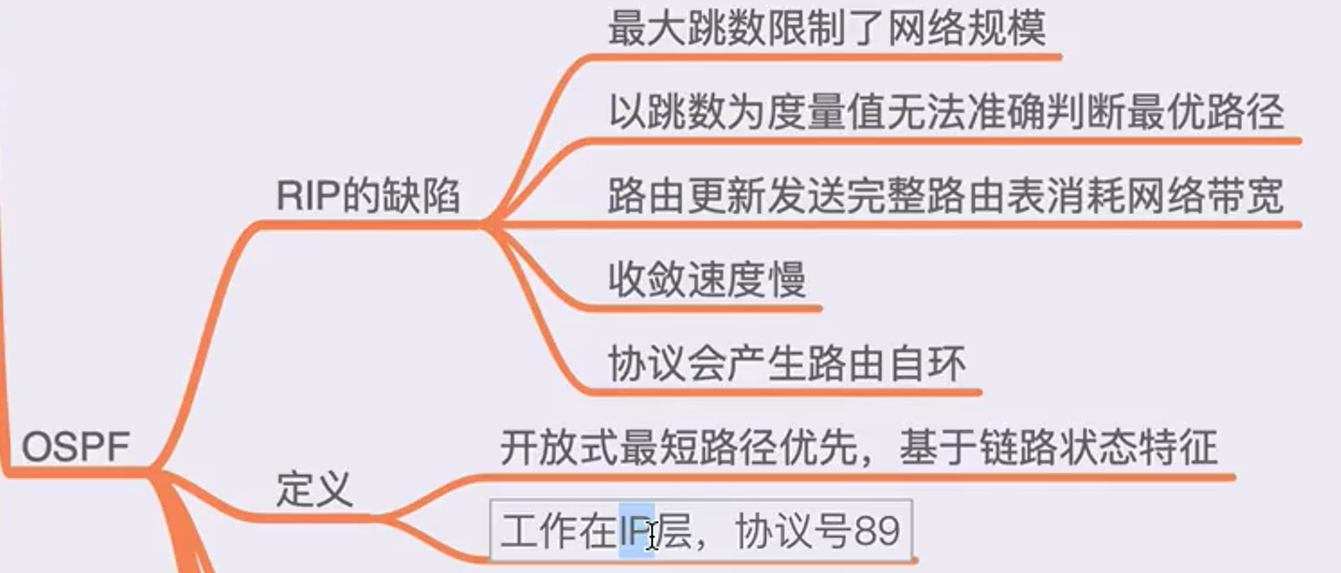 最大跳数限制了网络规模
以跳数为度量值无法准确判断最优路径
RIP的缺陷
路由更新发送完整路由表消耗网络带宽
收敛速度慢
协议会产生路由自环
OSPF
开放式最短路径优先，基于链路状态特征
定义
工作在IP层，协议号89